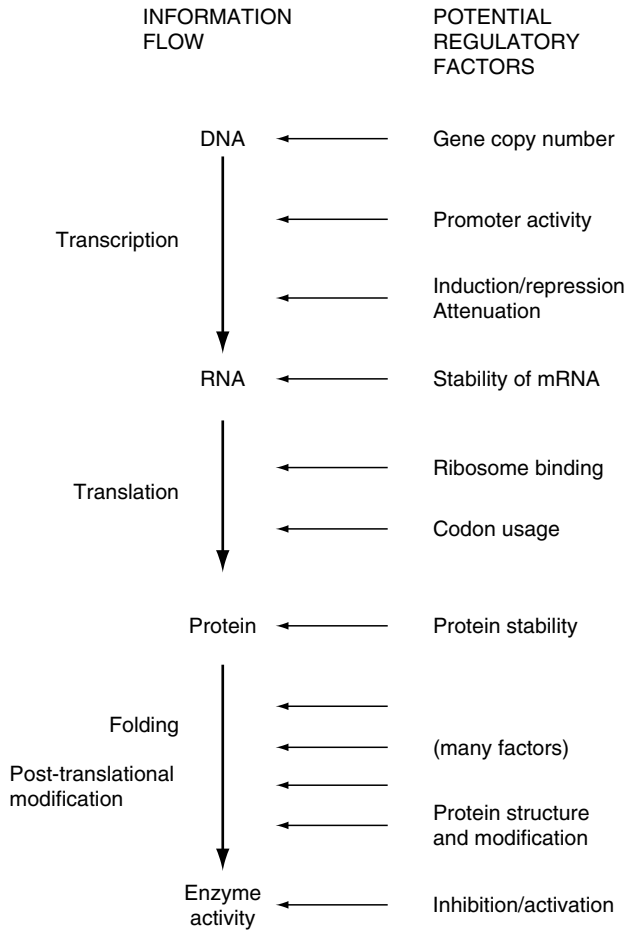 INFORMATION
FLOW
POTENTIAL
REGULATORY
FACTORS
DNA
Gene copy number
Transcription
Promoter activity
Induction/repression
Attenuation
RNA
Stability of mRNA
Translation
Ribosome binding
Codon usage
Protein
Protein stability
Folding
(many factors)
Post-translational
modification
Protein structure
and modification
Enzyme
activity
Inhibition/activation